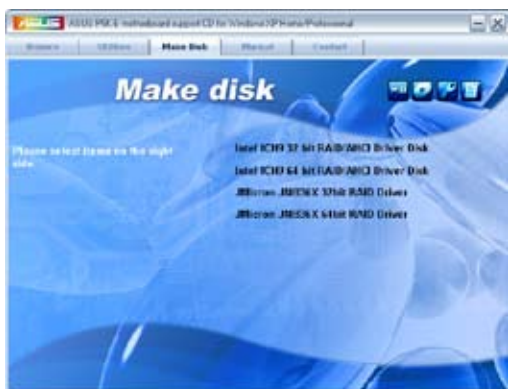 ASUS P5K-E motherboard support CD for Windows XP Home/Professional
Drivers Utilities Make Disk Manual Contact
Make disk
Please select items on the right
side.
Intel ICH9 32 bit RAID/AHCI Driver Disk
Intel ICH9 64 bit RAID/AHCI Driver Disk
JMicron JMB36X 32bit RAID Driver
JMicron JMB36X 64bit RAID Driver